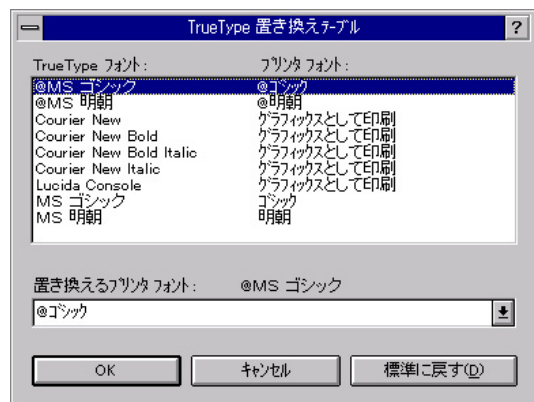 TrueType 置き換えﾃｰﾌﾞﾙ ?
TrueType ﾌｫﾝﾄ: ﾌﾟﾘﾝﾀ ﾌｫﾝﾄ:
@MS ゴシック @ｺﾞｼｯｸ
@MS 明朝 @明朝
Courier New ｸﾞﾗﾌｨｯｸｽとして印刷
Courier New Bold ｸﾞﾗﾌｨｯｸｽとして印刷
Courier New Bold Italic ｸﾞﾗﾌｨｯｸｽとして印刷
Courier New Italic ｸﾞﾗﾌｨｯｸｽとして印刷
Lucida Console ｸﾞﾗﾌｨｯｸｽとして印刷
MS ゴシック ｺﾞｼｯｸ
MS 明朝 明朝
置き換えるﾌﾟﾘﾝﾀ ﾌｫﾝﾄ: @MS ゴシック
@ｺﾞｼｯｸ
OK ｷｬﾝｾﾙ 標準に戻す(D)